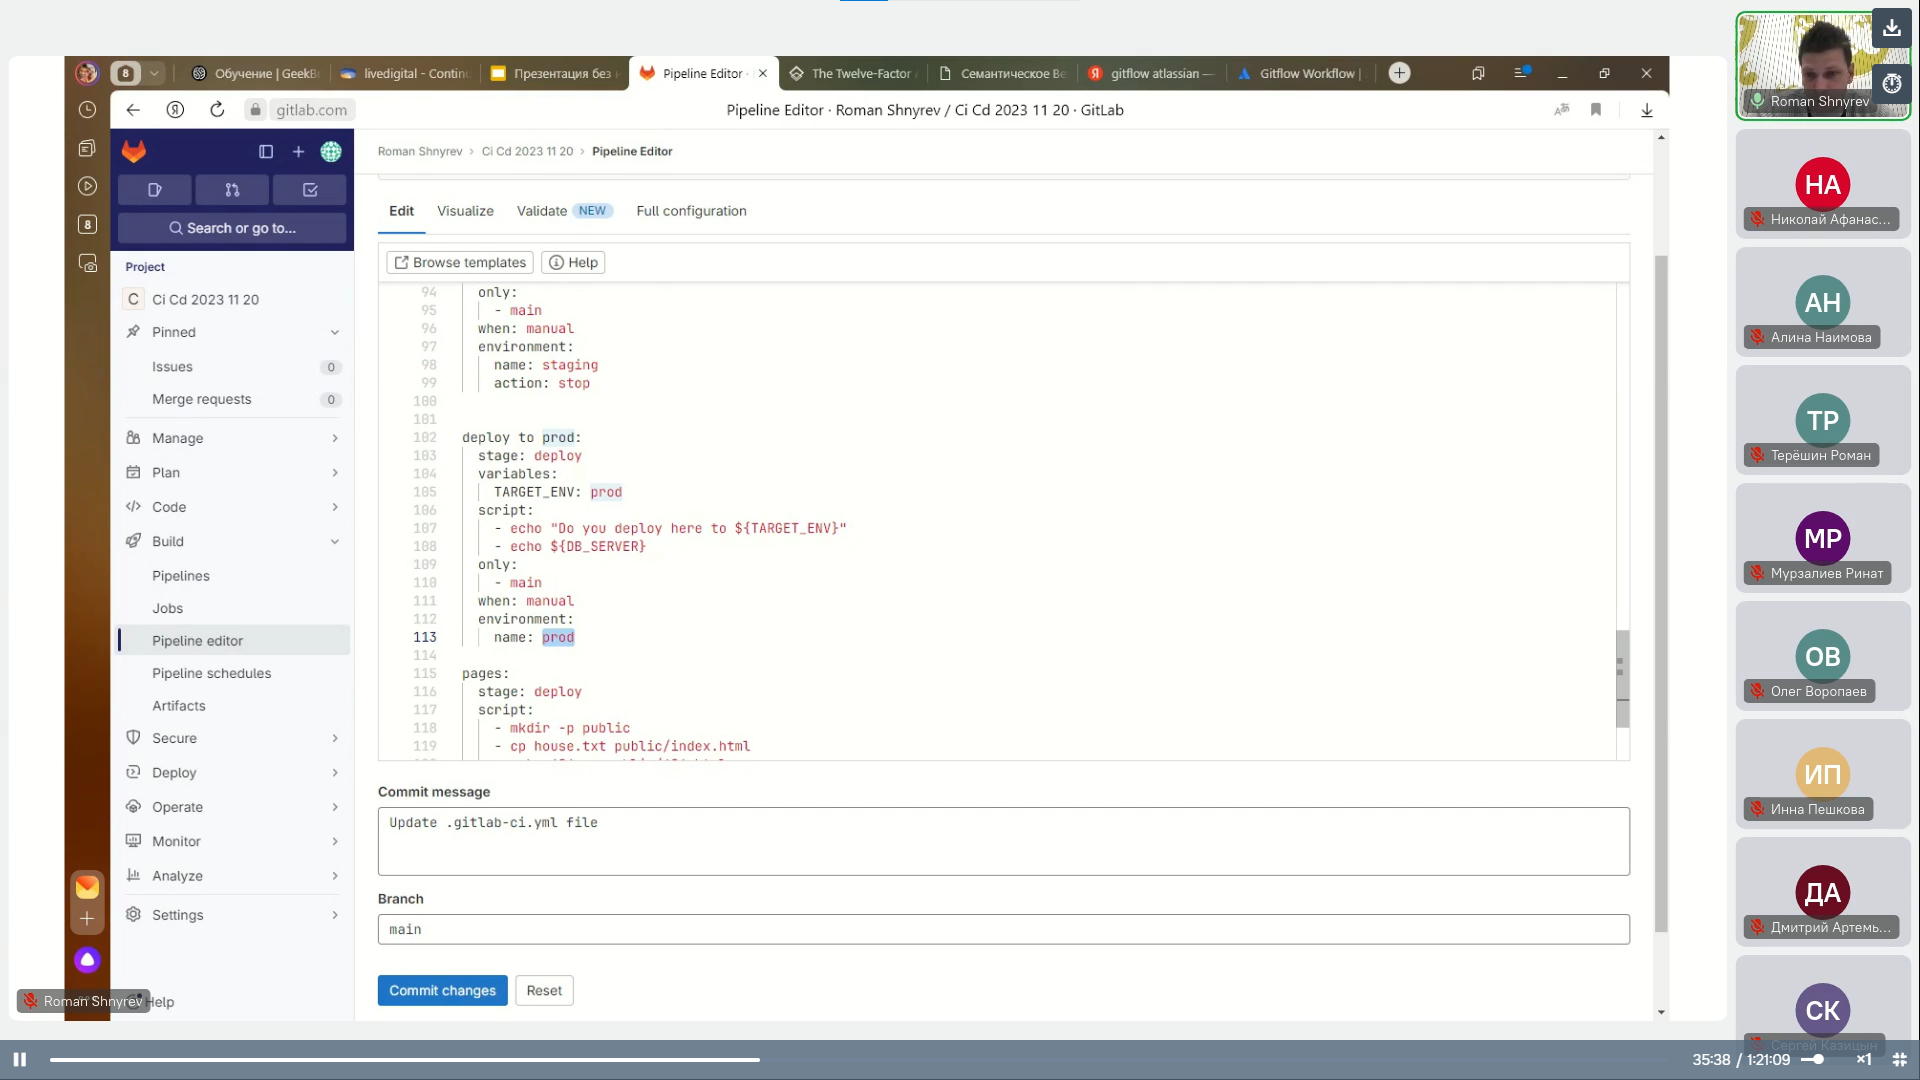 8
Обучение | GeekB
livedigital - Contin
Презентация без н
Pipeline Editor ·
The Twelve-Factor A
Семантическое Ве
gitflow atlassian —
Gitflow Workflow |
gitlab.com
Pipeline Editor · Roman Shnyrev / Ci Cd 2023 11 20 · GitLab
8
Search or go to...
Project
C Ci Cd 2023 11 20
Pinned
Issues 0
Merge requests 0
Manage
Plan
Code
Build
Pipelines
Jobs
Pipeline editor
Pipeline schedules
Artifacts
Secure
Deploy
Operate
Monitor
Analyze
Settings
Help
Roman Shnyrev
Roman Shnyrev > Ci Cd 2023 11 20 > Pipeline Editor
Edit Visualize Validate NEW Full configuration
Browse templates Help
94 only:
95 - main
96 when: manual
97 environment:
98 name: staging
99 action: stop
100
101
102 deploy to prod:
103 stage: deploy
104 variables:
105 TARGET_ENV: prod
106 script:
107 - echo "Do you deploy here to ${TARGET_ENV}"
108 - echo ${DB_SERVER}
109 only:
110 - main
111 when: manual
112 environment:
113 name: prod
114
115 pages:
116 stage: deploy
117 script:
118 - mkdir -p public
119 - cp house.txt public/index.html
Commit message
Update .gitlab-ci.yml file
Branch
main
Commit changes Reset
Roman Shnyrev
НА
Николай Афанас...
АН
Алина Наимова
ТР
Терёшин Роман
МР
Мурзалиев Ринат
ОВ
Олег Воропаев
ИП
Инна Пешкова
ДА
Дмитрий Артемь...
СК
Сергей Казицын
35:38 / 1:21:09 ×1